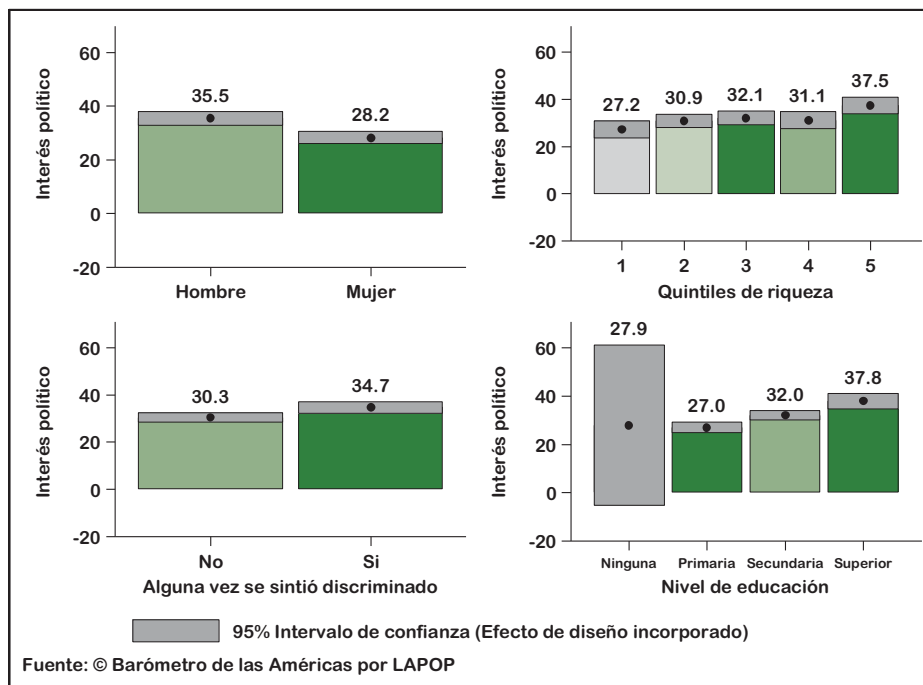 Interés político
60
40
20
0
-20
35.5
28.2
Hombre
Mujer
Interés político
60
40
20
0
-20
27.2
30.9
32.1
31.1
37.5
1
2
3
4
5
Quintiles de riqueza
Interés político
60
40
20
0
-20
30.3
34.7
No
Si
Alguna vez se sintió discriminado
Interés político
60
40
20
0
-20
27.9
27.0
32.0
37.8
Ninguna
Primaria
Secundaria
Superior
Nivel de educación
95% Intervalo de confianza (Efecto de diseño incorporado)
Fuente: © Barómetro de las Américas por LAPOP